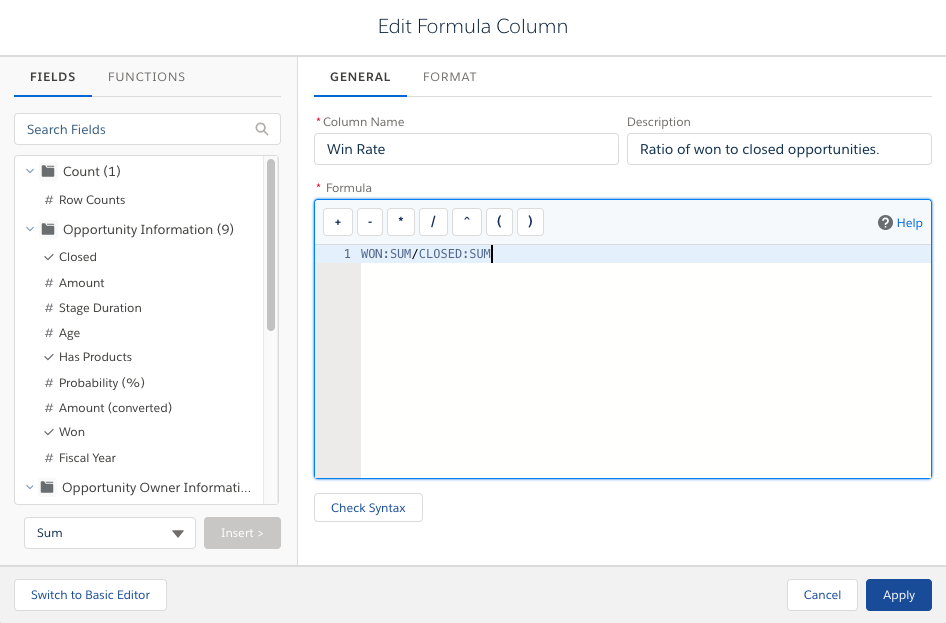 Edit Formula Column
FIELDS FUNCTIONS
Search Fields
Count (1)
# Row Counts
Opportunity Information (9)
Closed
# Amount
# Stage Duration
# Age
Has Products
# Probability (%)
# Amount (converted)
Won
# Fiscal Year
Opportunity Owner Informati...
Sum
Insert >
GENERAL FORMAT
* Column Name
Win Rate
Description
Ratio of won to closed opportunities.
* Formula
+ - * / ^ ( )
? Help
1 WON:SUM/CLOSED:SUM
Check Syntax
Switch to Basic Editor
Cancel
Apply